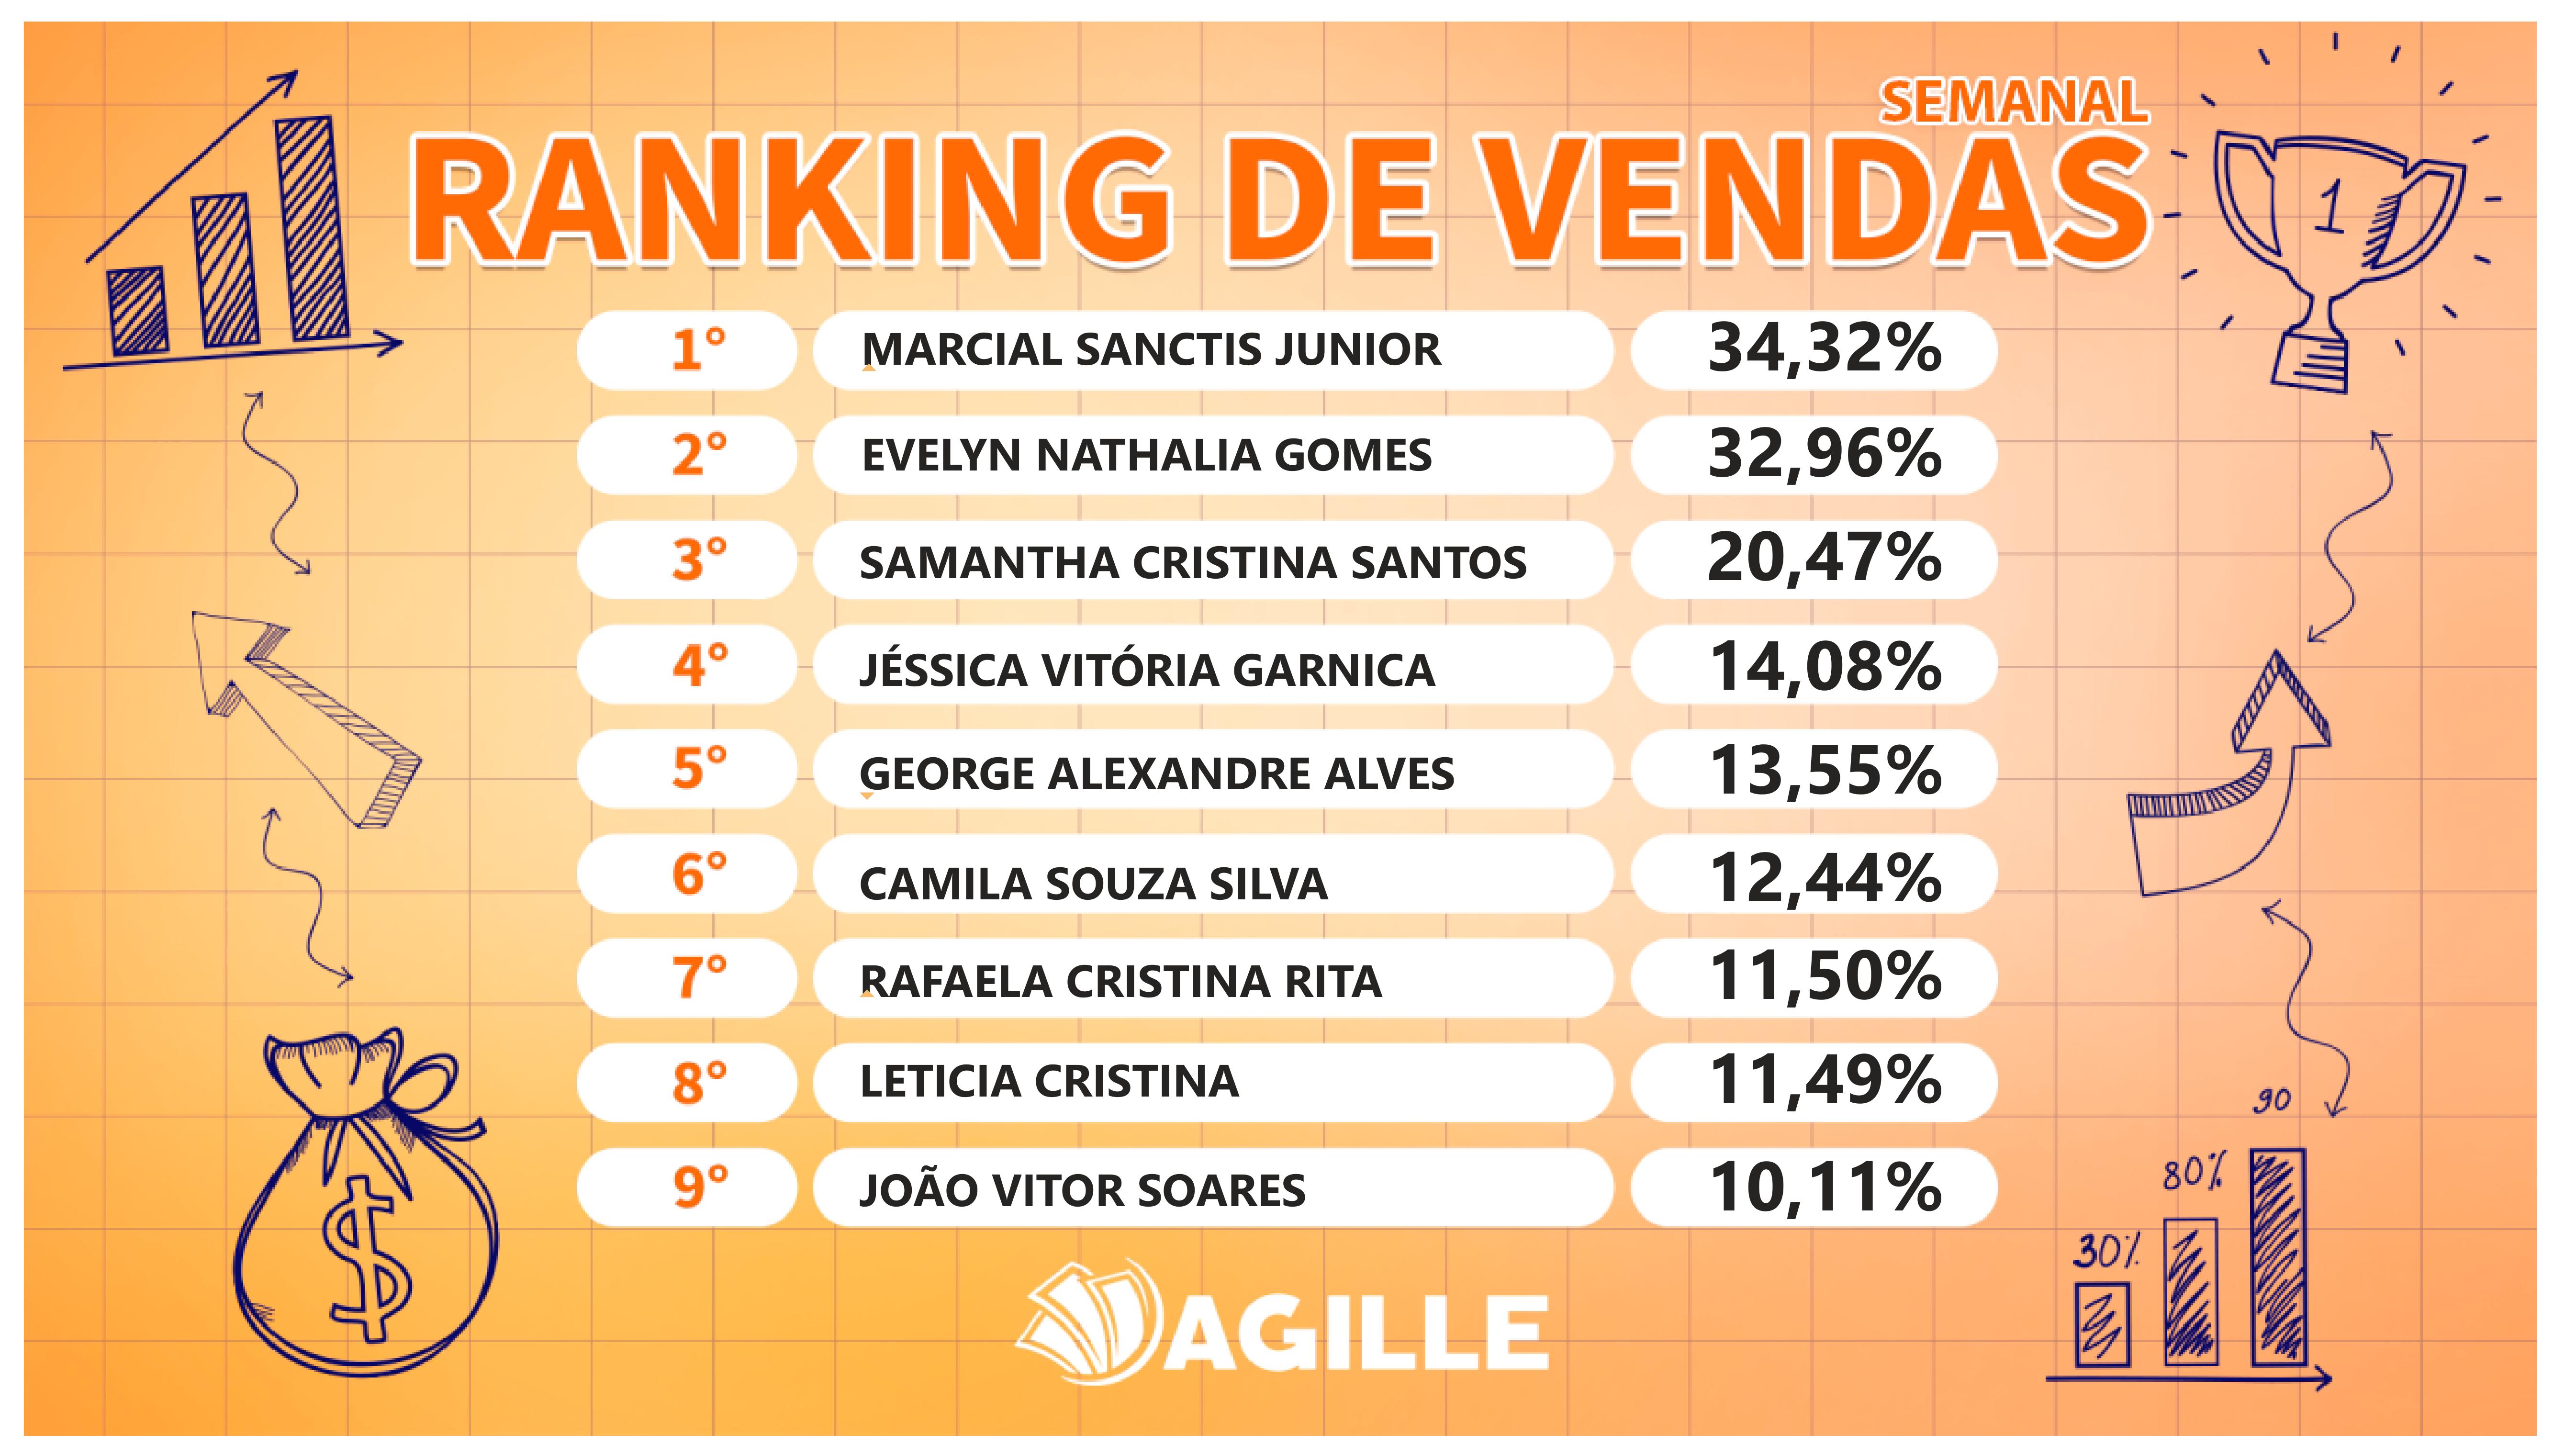 SEMANAL
RANKING DE VENDAS
1
1° MARCIAL SANCTIS JUNIOR 34,32%
2° EVELYN NATHALIA GOMES 32,96%
3° SAMANTHA CRISTINA SANTOS 20,47%
4° JÉSSICA VITÓRIA GARNICA 14,08%
5° GEORGE ALEXANDRE ALVES 13,55%
6° CAMILA SOUZA SILVA 12,44%
7° RAFAELA CRISTINA RITA 11,50%
8° LETICIA CRISTINA 11,49%
9° JOÃO VITOR SOARES 10,11%
90
80%
30%
$
AGILLE